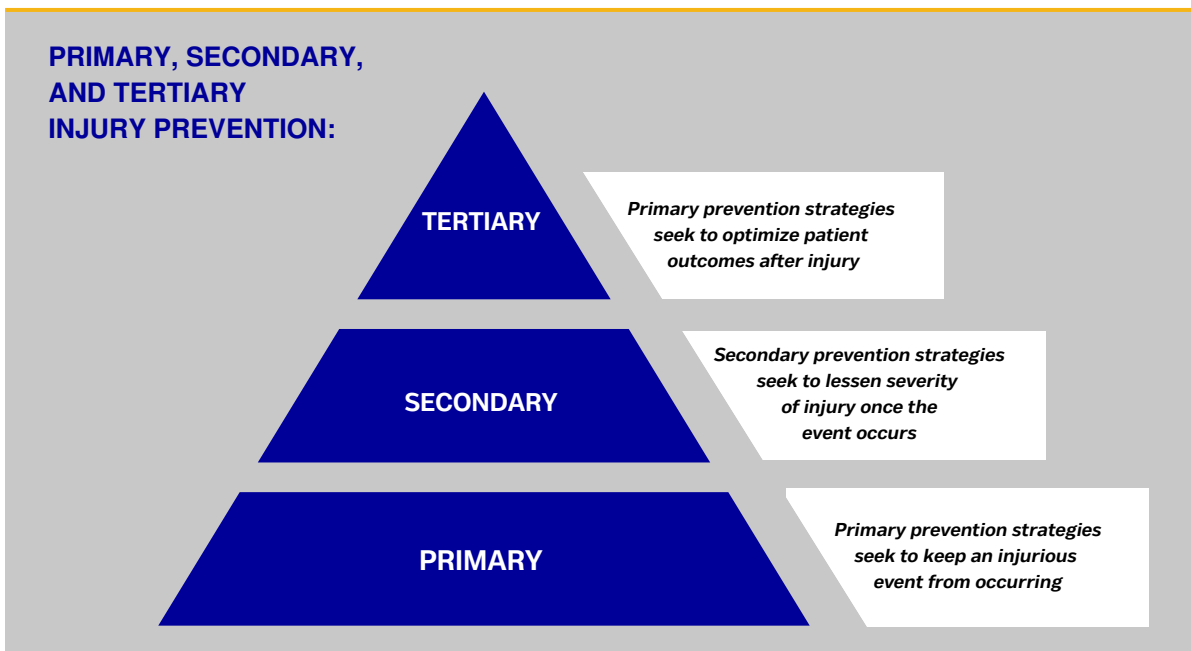 PRIMARY, SECONDARY,
AND TERTIARY
INJURY PREVENTION:
TERTIARY
Primary prevention strategies
seek to optimize patient
outcomes after injury
SECONDARY
Secondary prevention strategies
seek to lessen severity
of injury once the
event occurs
PRIMARY
Primary prevention strategies
seek to keep an injurious
event from occurring